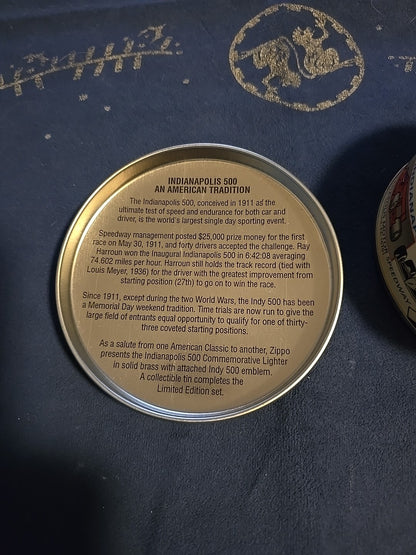 INDIANAPOLIS 500
AN AMERICAN TRADITION
The Indianapolis 500, conceived in 1911 as the
ultimate test of speed and endurance for both car and
driver, is the world's largest single day sporting event.
Speedway management posted $25,000 prize money for the first
race on May 30, 1911, and forty drivers accepted the challenge. Ray
Harroun won the inaugural Indianapolis 500 in 6:42:08 averaging
74.602 miles per hour. Harroun still holds the track record (tied with
Louis Meyer, 1936) for the driver with the greatest improvement from
starting position (27th) to go on to win the race.
Since 1911, except during the two World Wars, the Indy 500 has been
a Memorial Day weekend tradition. Time trials are now run to give the
large field of entrants equal opportunity to qualify for one of thirty-
three coveted starting positions.
As a salute from one American Classic to another, Zippo
presents the Indianapolis 500 Commemorative Lighter
in solid brass with attached Indy 500 emblem.
A collectible tin completes the
Limited Edition set.